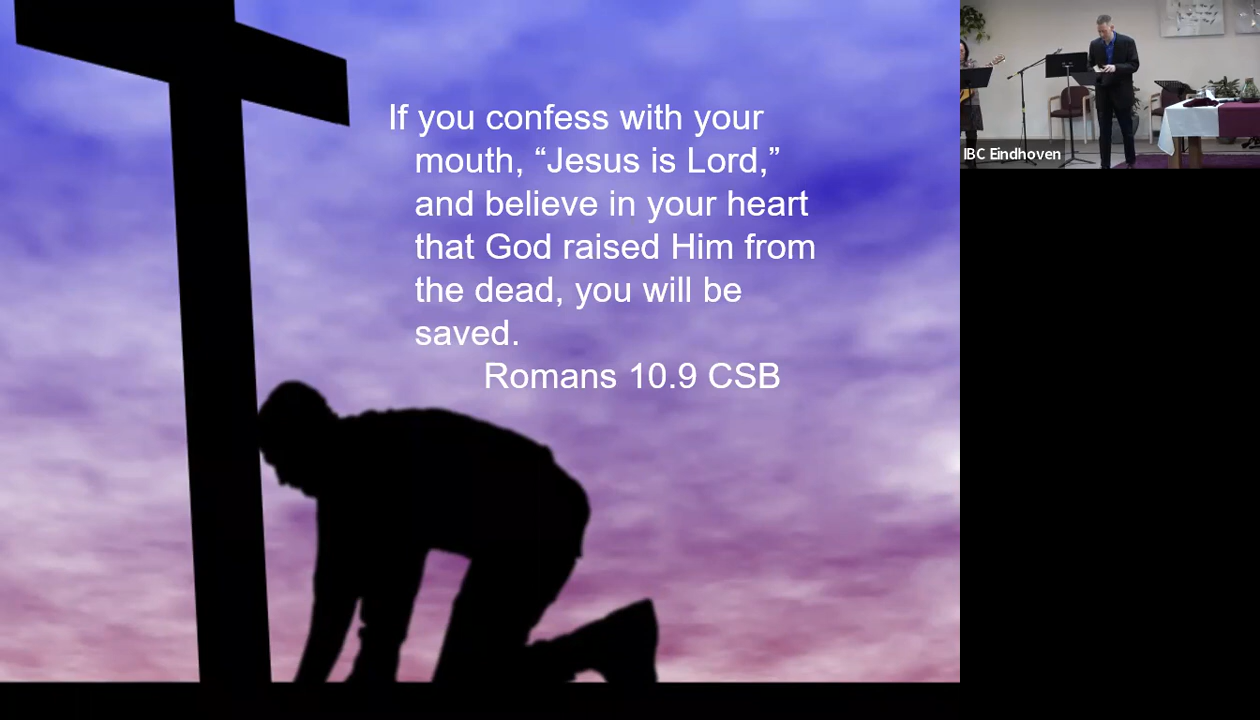 If you confess with your
mouth, “Jesus is Lord,”
and believe in your heart
that God raised Him from
the dead, you will be
saved.
Romans 10.9 CSB
IBC Eindhoven